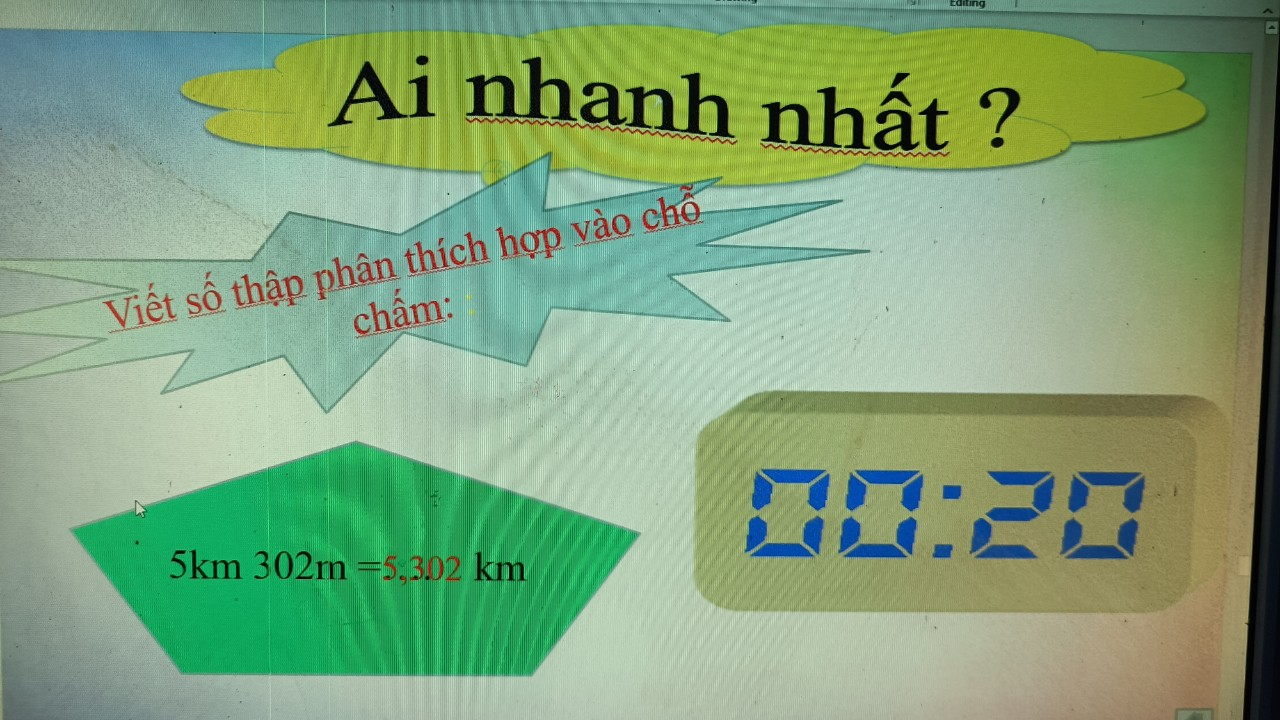 Editing
Ai nhanh nhất ?
Viết số thập phân thích hợp vào chỗ
chấm:
5km 302m =5,302 km
00:20